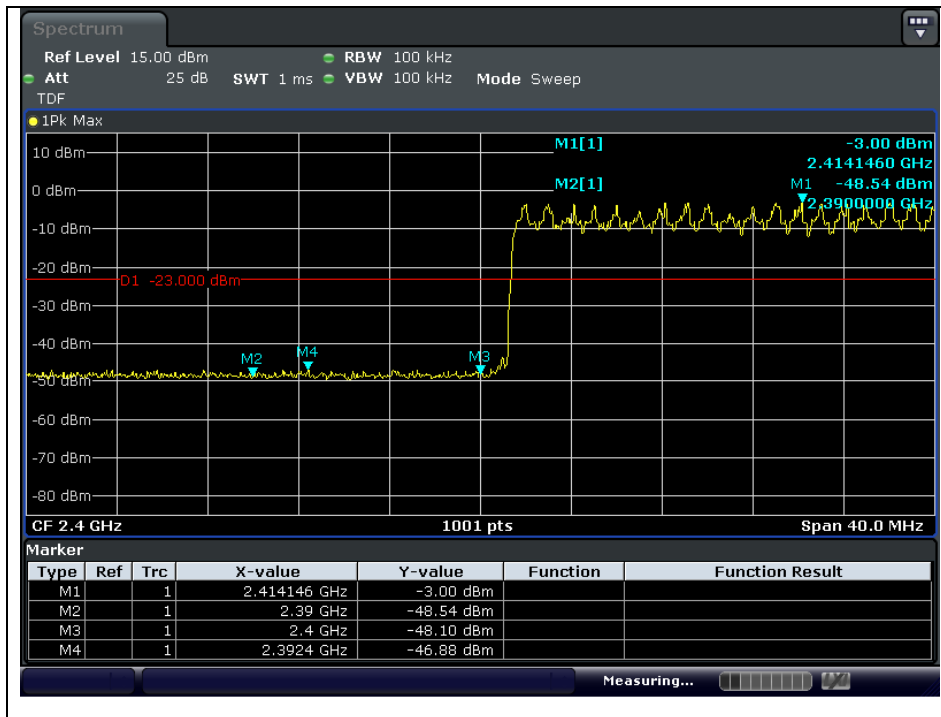 Spectrum
Ref Level 15.00 dBm RBW 100 kHz
Att 25 dB SWT 1 ms VBW 100 kHz Mode Sweep
TDF
1Pk Max
M1[1] -3.00 dBm
2.4141460 GHz
M2[1] -48.54 dBm
2.3900000 GHz
M1
10 dBm
0 dBm
-10 dBm
-20 dBm
D1 -23.000 dBm
-30 dBm
-40 dBm
M2 M4 M3
-50 dBm
-60 dBm
-70 dBm
-80 dBm
CF 2.4 GHz 1001 pts Span 40.0 MHz
Marker
Type Ref Trc X-value Y-value Function Function Result
M1 1 2.414146 GHz -3.00 dBm
M2 1 2.39 GHz -48.54 dBm
M3 1 2.4 GHz -48.10 dBm
M4 1 2.3924 GHz -46.88 dBm
Measuring...